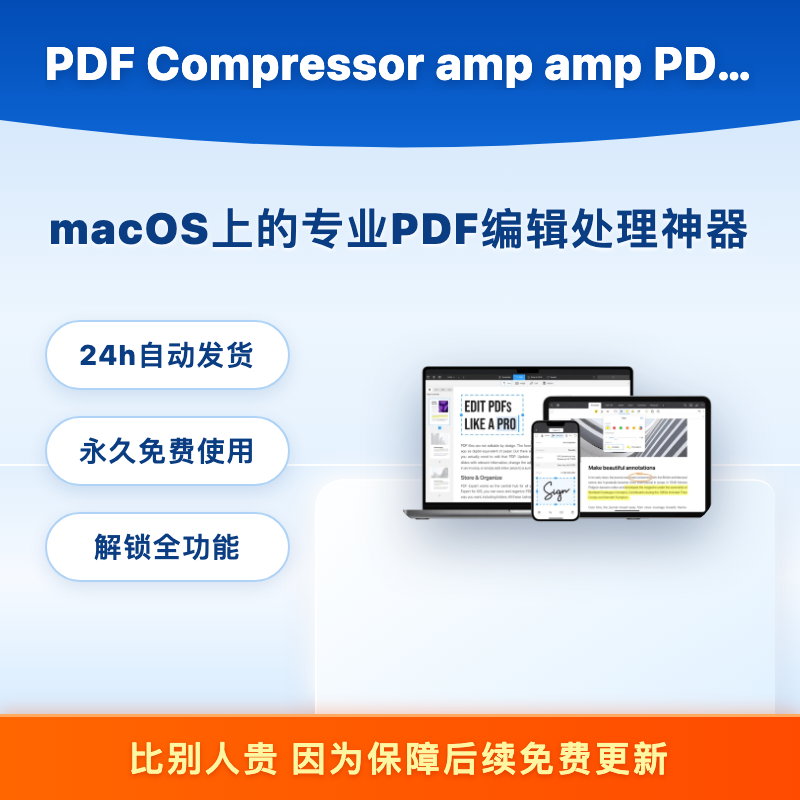 PDF Compressor amp amp PD...
macOS上的专业PDF编辑处理神器
24h自动发货
永久免费使用
解锁全功能
EDIT PDFs
LIKE A PRO
Store & Organize
Make beautiful annotations
Sign
比别人贵 因为保障后续免费更新